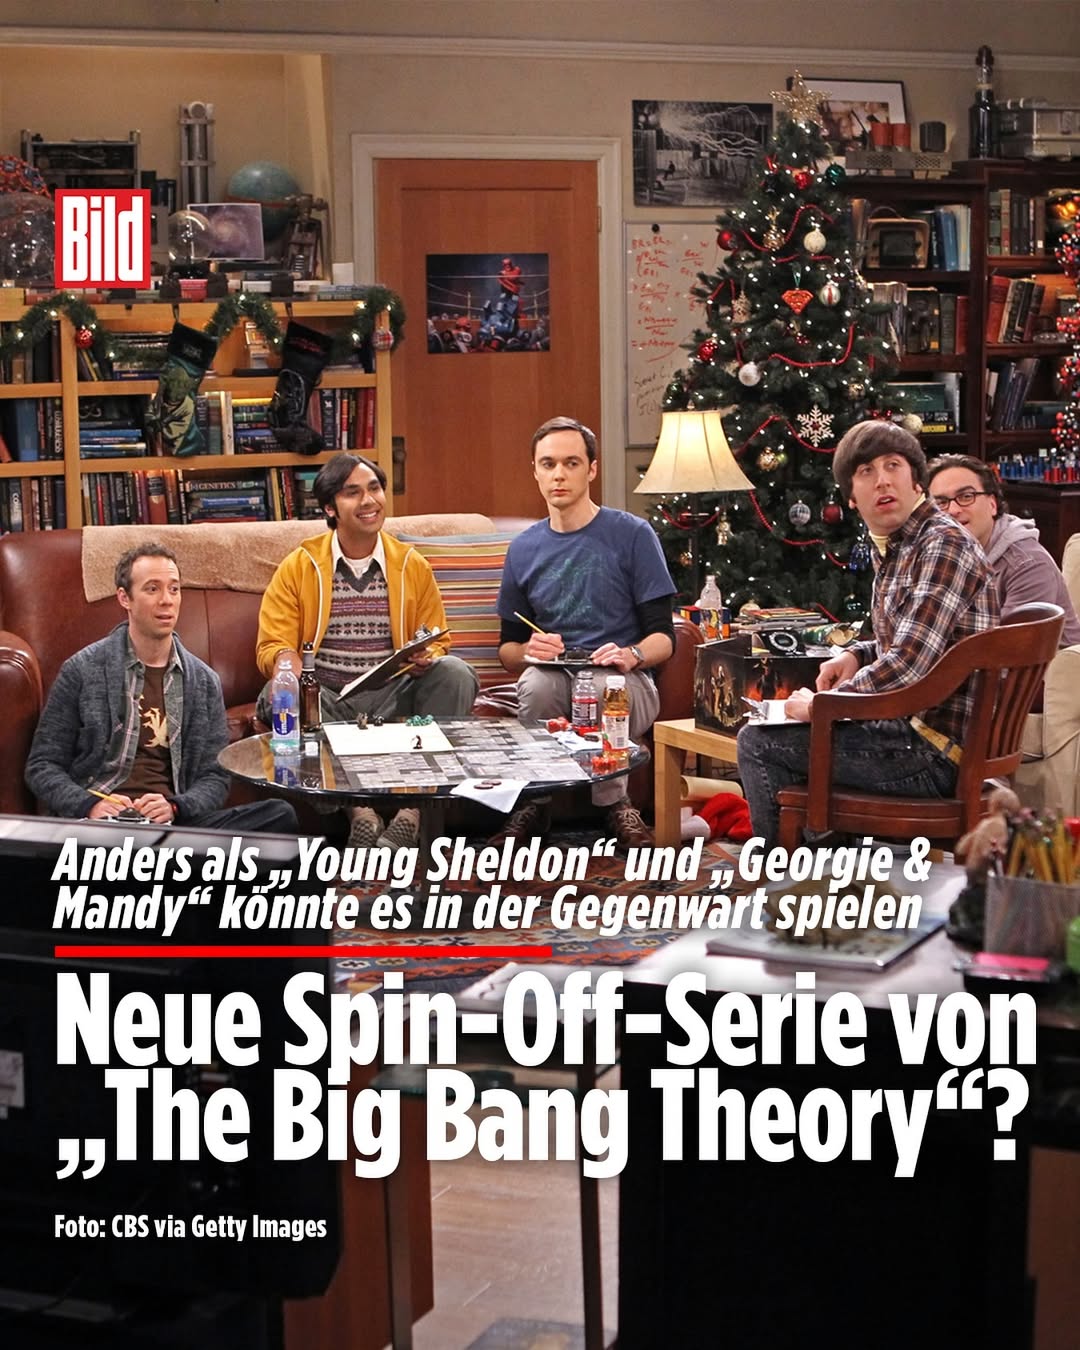 Bild
GENETICS
Anders als „Young Sheldon“ und „Georgie &
Mandy“ könnte es in der Gegenwart spielen
Neue Spin-Off-Serie von
„The Big Bang Theory“?
Foto: CBS via Getty Images